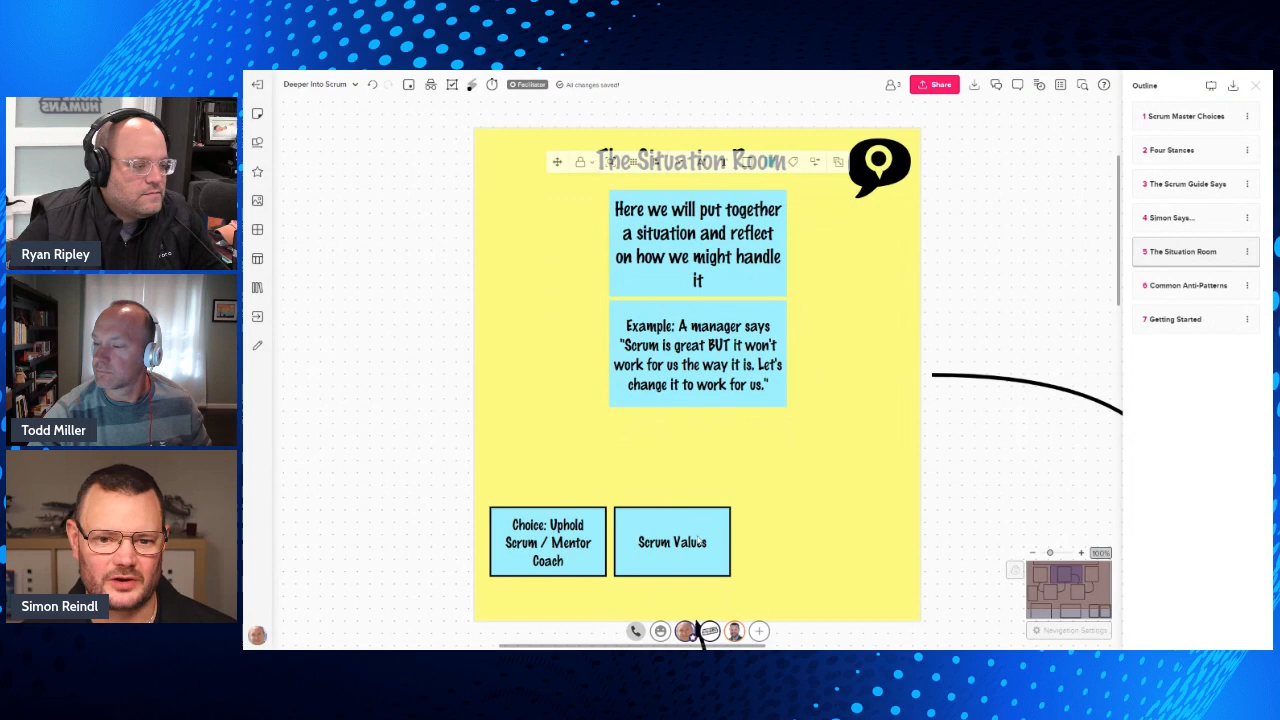 HUMANS
Ryan Ripley
Todd Miller
Simon Reindl
Deeper Into Scrum
Facilitator
All changes saved!
3
Share
Outline
1 Scrum Master Choices
2 Four Stances
3 The Scrum Guide Says
4 Simon Says...
5 The Situation Room
6 Common Anti-Patterns
7 Getting Started
The Situation Room
Here we will put together
a situation and reflect
on how we might handle
it
Example: A manager says
"Scrum is great BUT it won't
work for us the way it is. Let's
change it to work for us."
Choice: Uphold
Scrum / Mentor
Coach
Scrum Values
100%
Navigation Settings